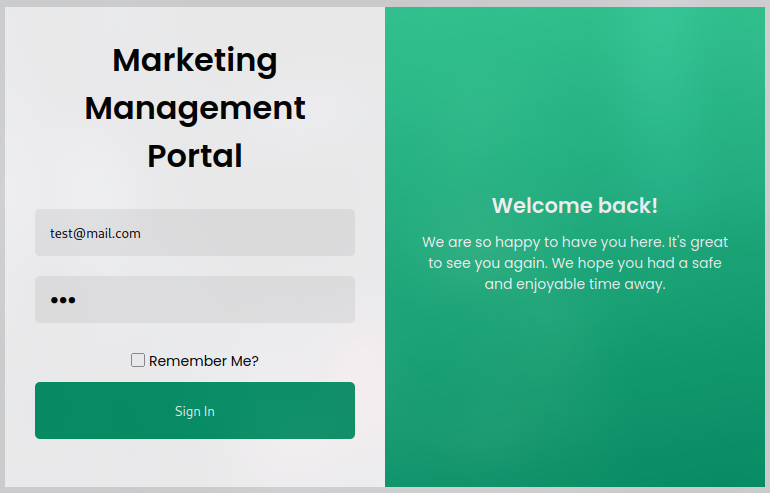 Marketing
Management
Portal
test@mail.com
●●●
Remember Me?
Sign In
Welcome back!
We are so happy to have you here. It's great
to see you again. We hope you had a safe
and enjoyable time away.